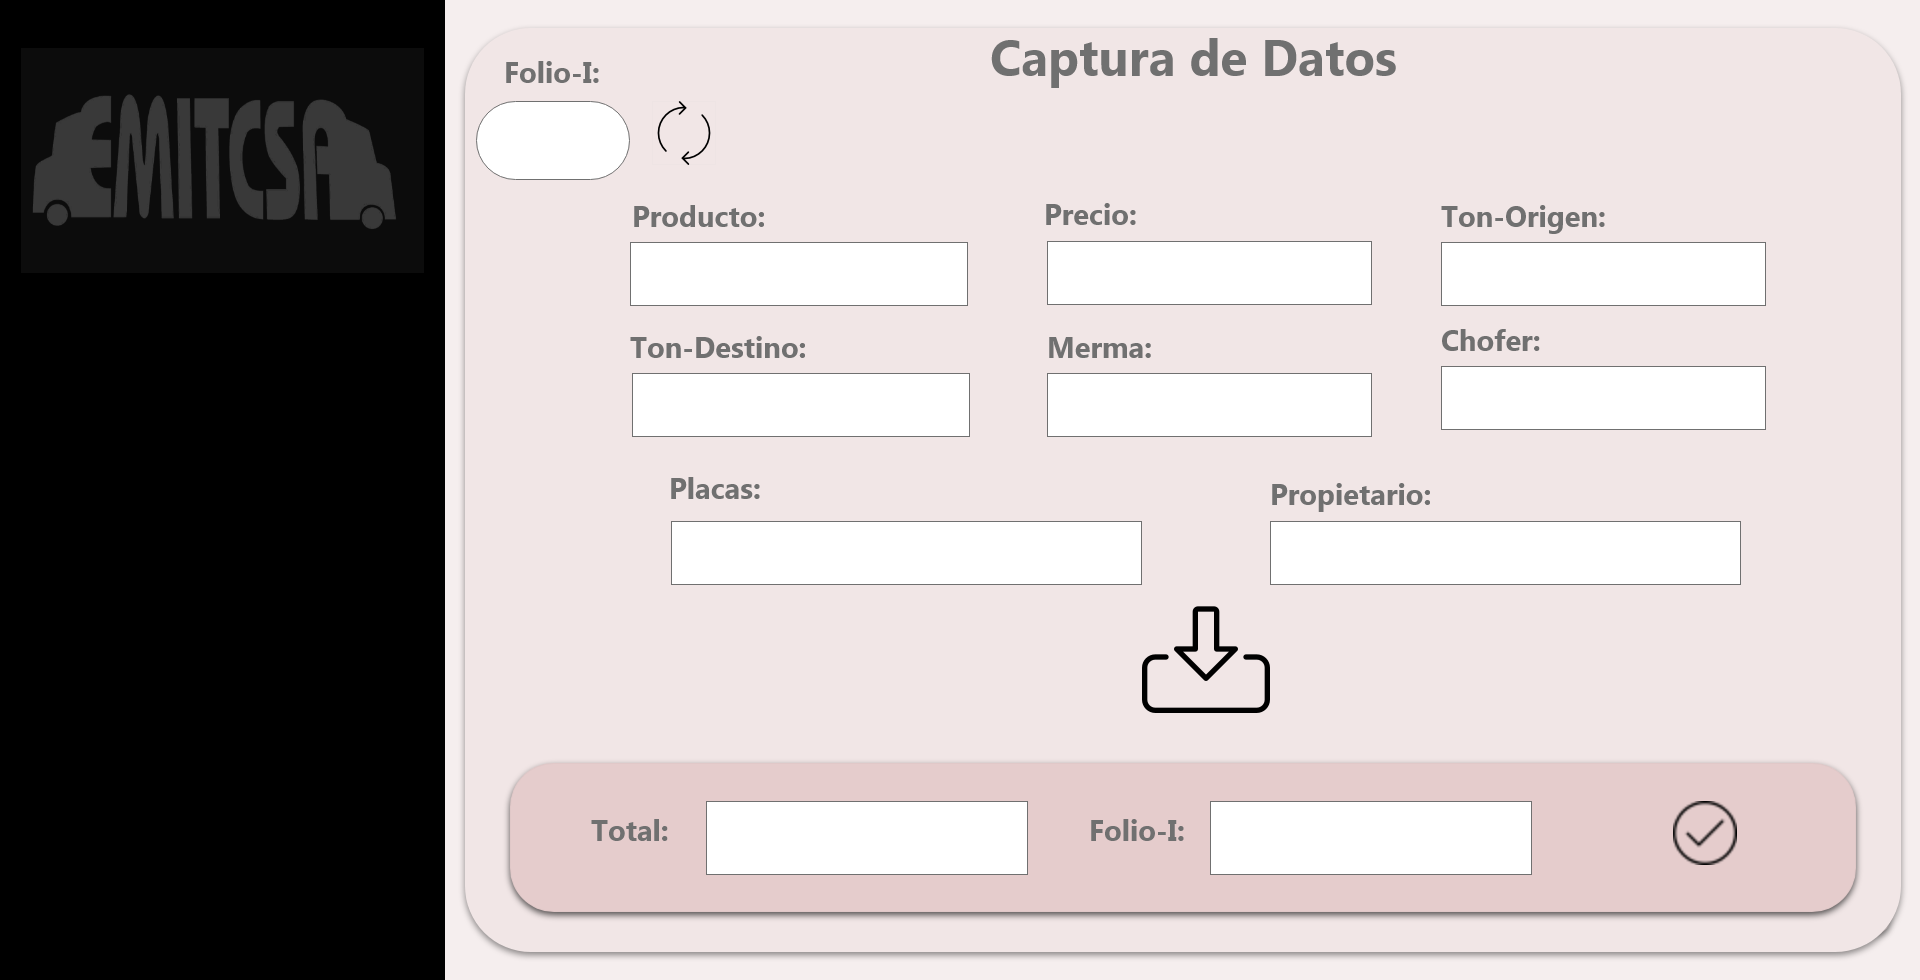 EMITCSA
Captura de Datos
Folio-I:
Producto:
Precio:
Ton-Origen:
Ton-Destino:
Merma:
Chofer:
Placas:
Propietario:
Total:
Folio-I: